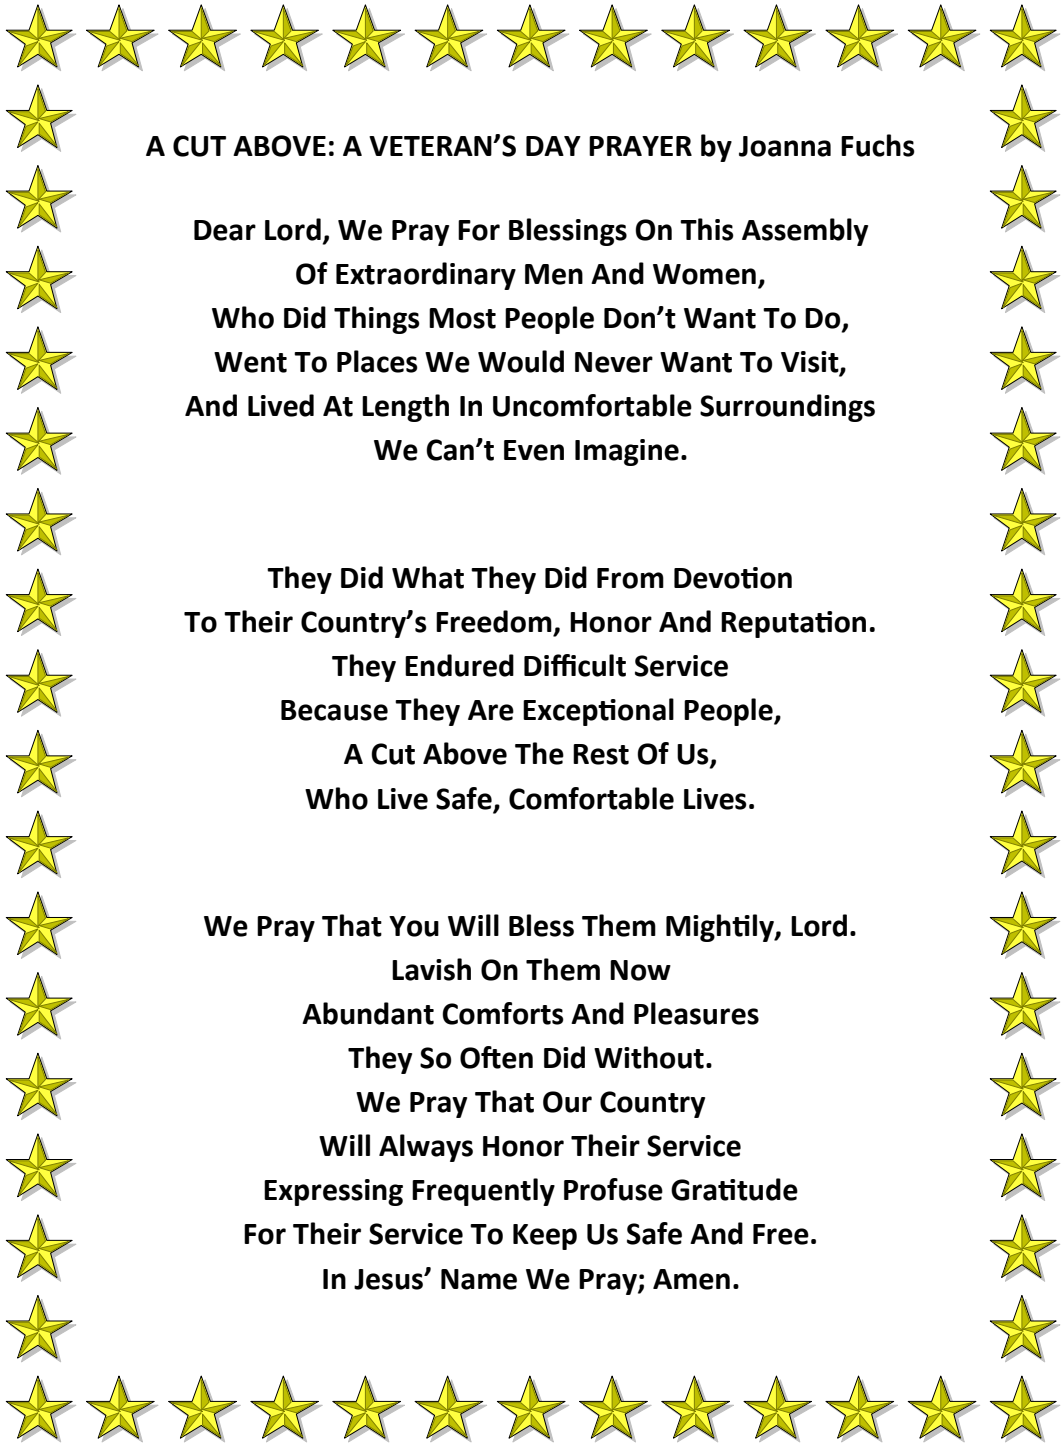 A CUT ABOVE: A VETERAN’S DAY PRAYER by Joanna Fuchs
Dear Lord, We Pray For Blessings On This Assembly
Of Extraordinary Men And Women,
Who Did Things Most People Don’t Want To Do,
Went To Places We Would Never Want To Visit,
And Lived At Length In Uncomfortable Surroundings
We Can’t Even Imagine.
They Did What They Did From Devotion
To Their Country’s Freedom, Honor And Reputation.
They Endured Difficult Service
Because They Are Exceptional People,
A Cut Above The Rest Of Us,
Who Live Safe, Comfortable Lives.
We Pray That You Will Bless Them Mightily, Lord.
Lavish On Them Now
Abundant Comforts And Pleasures
They So Often Did Without.
We Pray That Our Country
Will Always Honor Their Service
Expressing Frequently Profuse Gratitude
For Their Service To Keep Us Safe And Free.
In Jesus’ Name We Pray; Amen.